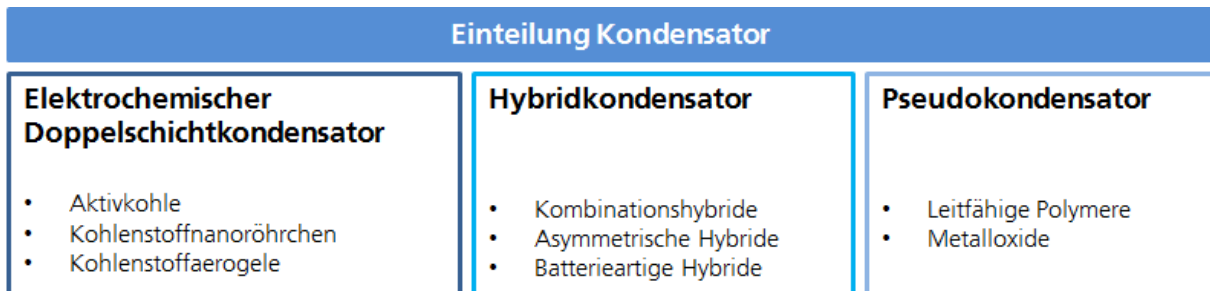 Einteilung Kondensator
Elektrochemischer
Doppelschichtkondensator
• Aktivkohle
• Kohlenstoffnanoröhrchen
• Kohlenstoffaerogele
Hybridkondensator
• Kombinationshybride
• Asymmetrische Hybride
• Batterieartige Hybride
Pseudokondensator
• Leitfähige Polymere
• Metalloxide